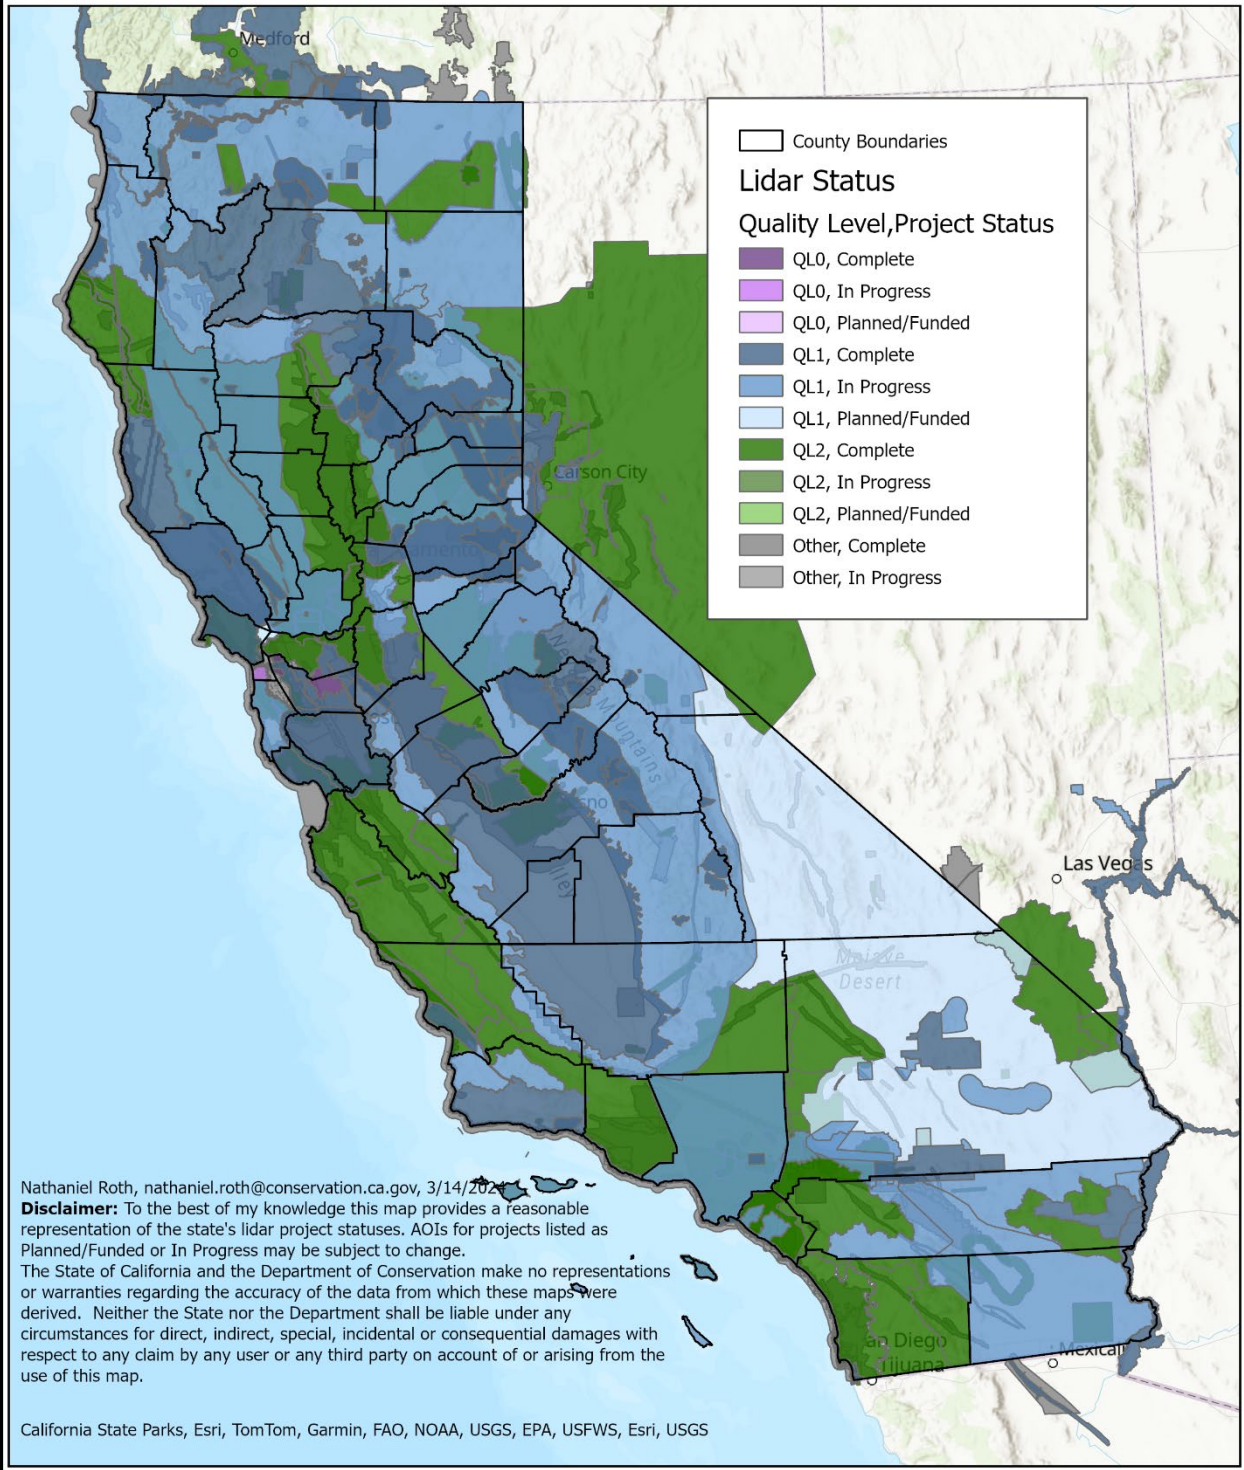 Medford
County Boundaries
Lidar Status
Quality Level,Project Status
QL0, Complete
QL0, In Progress
QL0, Planned/Funded
QL1, Complete
QL1, In Progress
QL1, Planned/Funded
QL2, Complete
QL2, In Progress
QL2, Planned/Funded
Other, Complete
Other, In Progress
Carson City
Mountains
Las Vegas
Mojave
Desert
Nathaniel Roth, nathaniel.roth@conservation.ca.gov, 3/14/2024
Disclaimer: To the best of my knowledge this map provides a reasonable
representation of the state's lidar project statuses. AOIs for projects listed as
Planned/Funded or In Progress may be subject to change.
The State of California and the Department of Conservation make no representations
or warranties regarding the accuracy of the data from which these maps were
derived. Neither the State nor the Department shall be liable under any
circumstances for direct, indirect, special, incidental or consequential damages with
respect to any claim by any user or any third party on account of or arising from the
use of this map.
San Diego
Tijuana
Mexicali
California State Parks, Esri, TomTom, Garmin, FAO, NOAA, USGS, EPA, USFWS, Esri, USGS